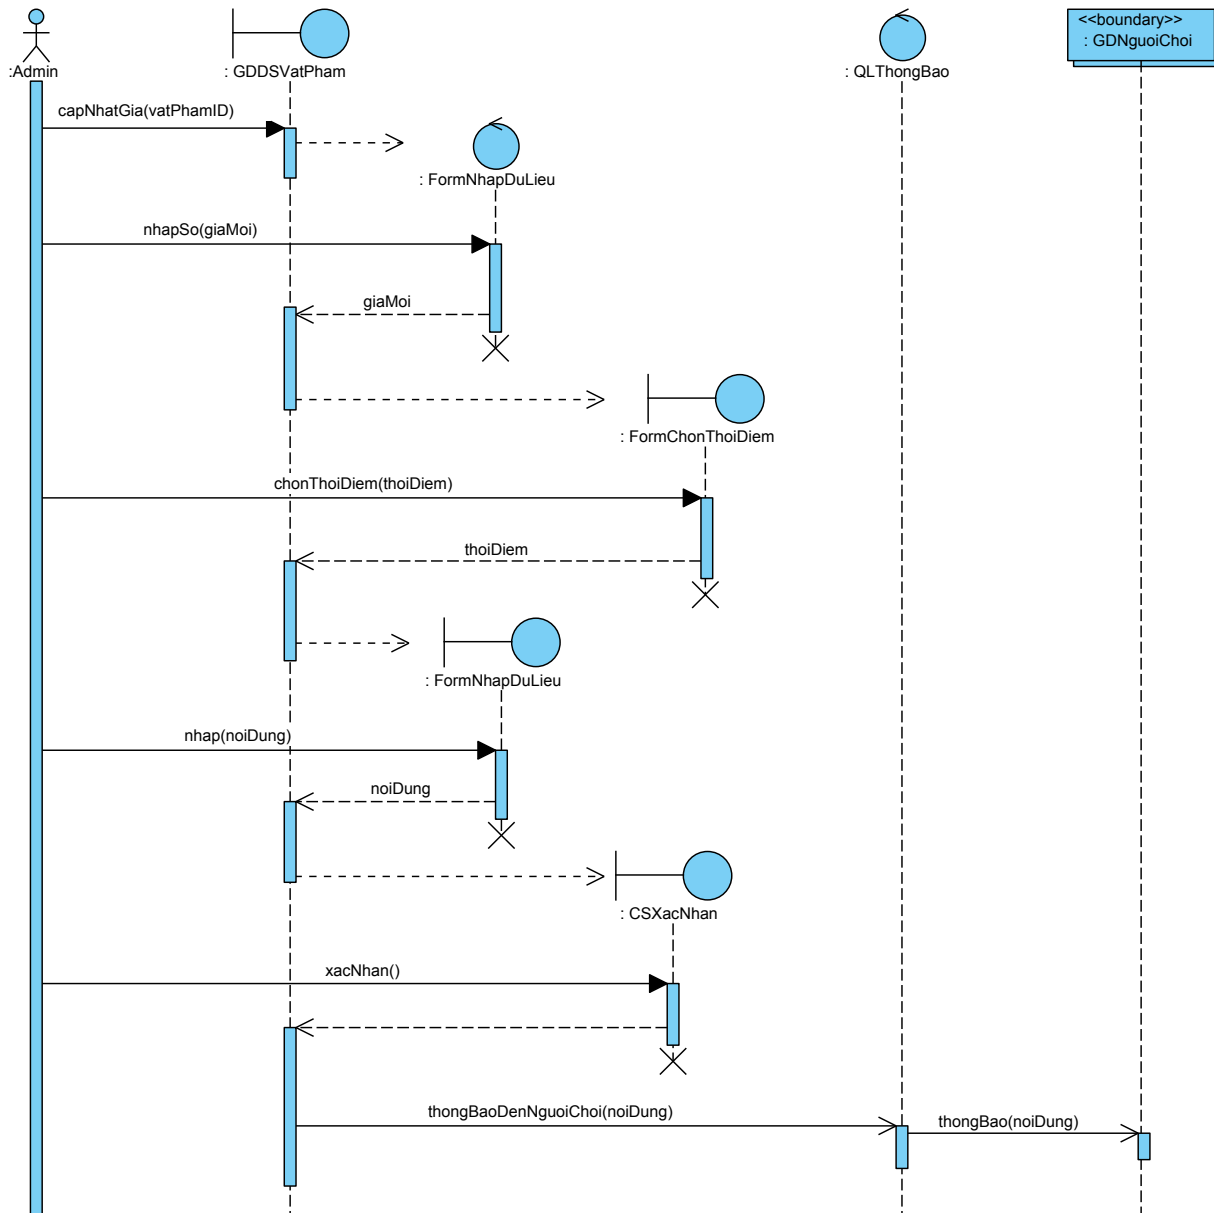 <<boundary>>
: GDNguoiChoi
:Admin
: GDDSVatPham
: QLThongBao
capNhatGia(vatPhamID)
: FormNhapDuLieu
nhapSo(giaMoi)
giaMoi
: FormChonThoiDiem
chonThoiDiem(thoiDiem)
thoiDiem
: FormNhapDuLieu
nhap(noiDung)
noiDung
: CSXacNhan
xacNhan()
thongBaoDenNguoiChoi(noiDung)
thongBao(noiDung)